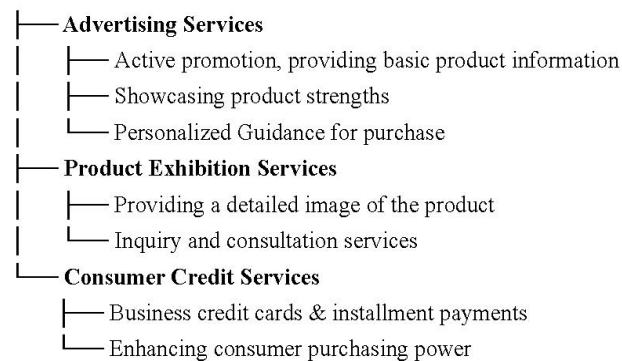 Advertising Services
Active promotion, providing basic product information
Showcasing product strengths
Personalized Guidance for purchase
Product Exhibition Services
Providing a detailed image of the product
Inquiry and consultation services
Consumer Credit Services
Business credit cards & installment payments
Enhancing consumer purchasing power